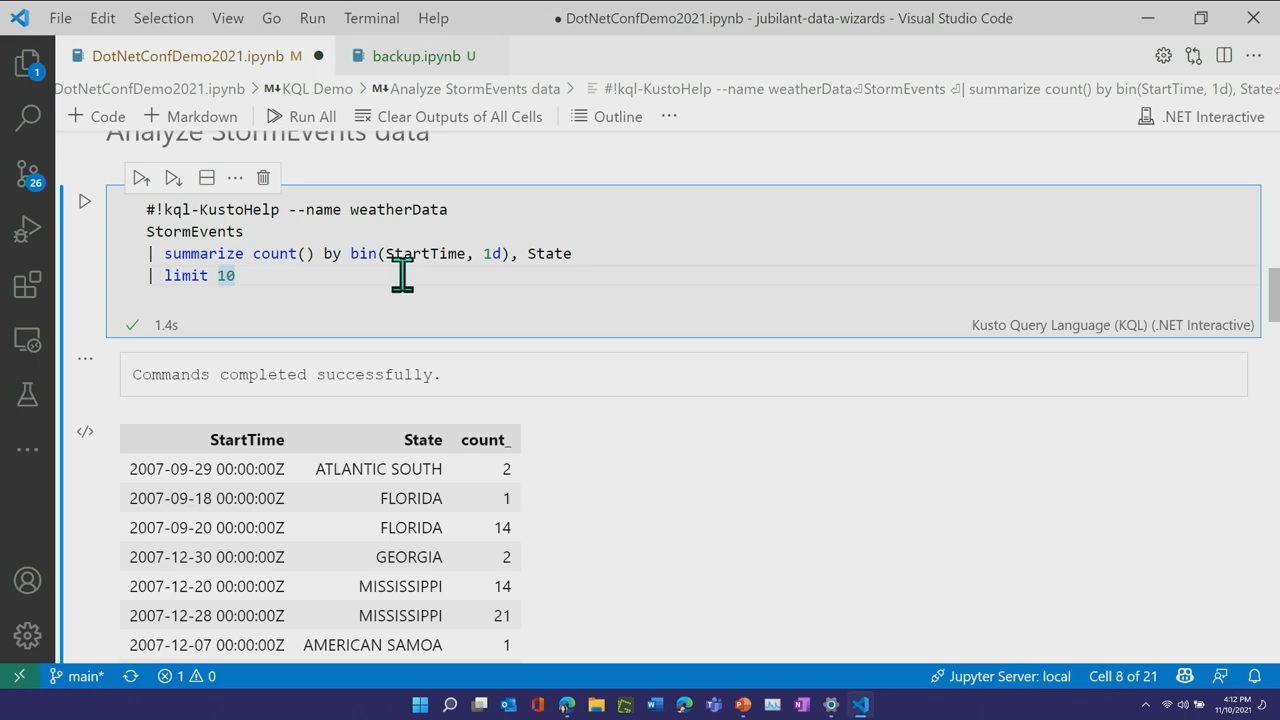 File Edit Selection View Go Run Terminal Help ● DotNetConfDemo2021.ipynb - jubilant-data-wizards - Visual Studio Code
DotNetConfDemo2021.ipynb M ● backup.ipynb U
DotNetConfDemo2021.ipynb > M↓KQL Demo > M↓Analyze StormEvents data > #!kql-KustoHelp --name weatherData⏎StormEvents ⏎| summarize count() by bin(StartTime, 1d), State⏎
+ Code + Markdown Run All Clear Outputs of All Cells Outline ... .NET Interactive
Analyze StormEvents data
#!kql-KustoHelp --name weatherData
StormEvents
| summarize count() by bin(StartTime, 1d), State
| limit 10
1.4s Kusto Query Language (KQL) (.NET Interactive)
Commands completed successfully.
StartTime State count_
2007-09-29 00:00:00Z ATLANTIC SOUTH 2
2007-09-18 00:00:00Z FLORIDA 1
2007-09-20 00:00:00Z FLORIDA 14
2007-12-30 00:00:00Z GEORGIA 2
2007-12-20 00:00:00Z MISSISSIPPI 14
2007-12-28 00:00:00Z MISSISSIPPI 21
2007-12-07 00:00:00Z AMERICAN SAMOA 1
1
26
main* 1 0 Jupyter Server: local Cell 8 of 21
4:12 PM
11/10/2021